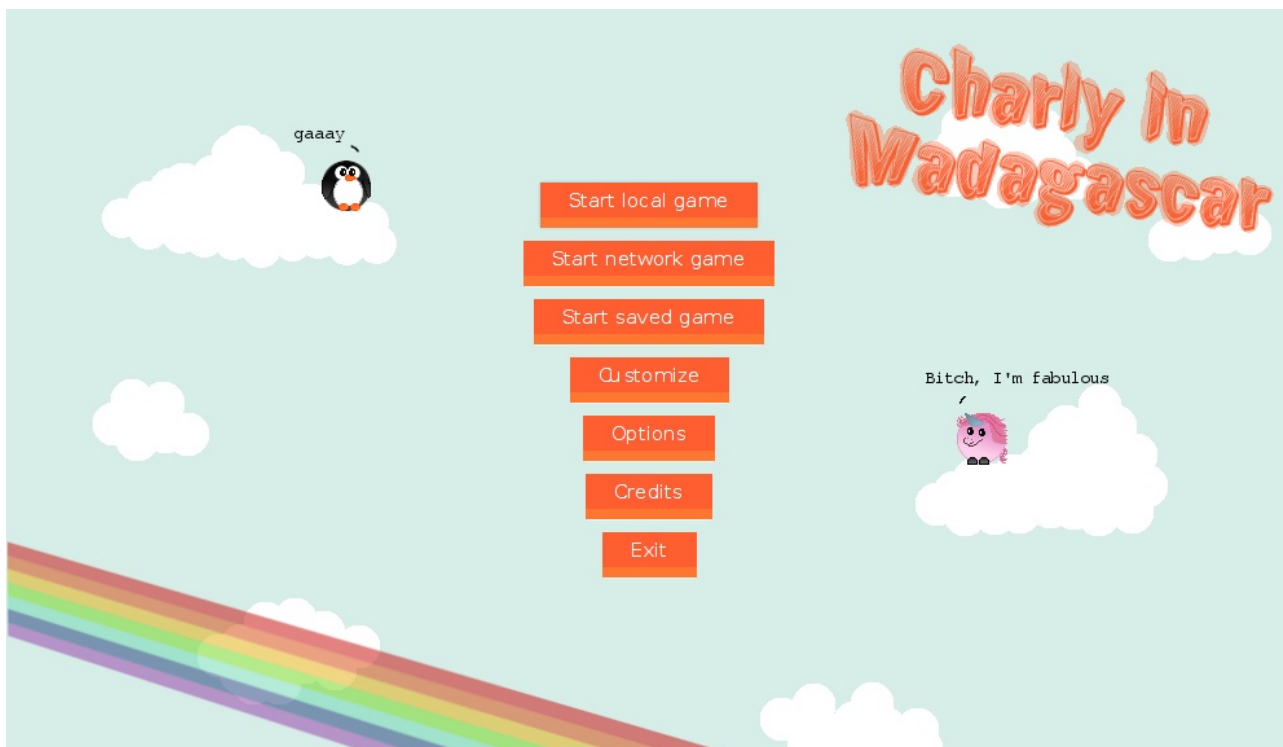 Charly in
Madagascar
gaaay
Start local game
Start network game
Start saved game
Customize
Options
Credits
Exit
Bitch, I'm fabulous